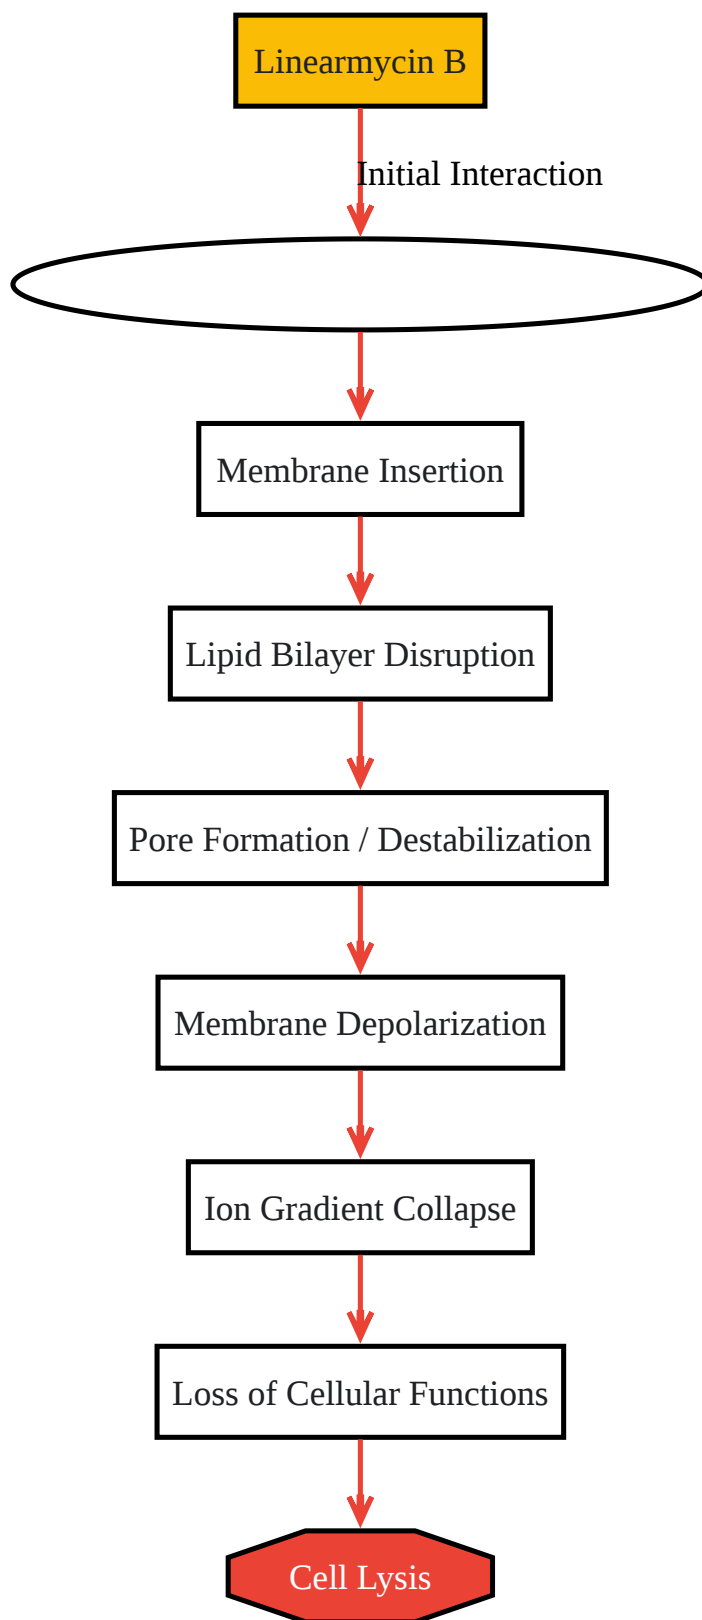 Linearmycin B
Initial Interaction
Membrane Insertion
Lipid Bilayer Disruption
Pore Formation / Destabilization
Membrane Depolarization
Ion Gradient Collapse
Loss of Cellular Functions
Cell Lysis